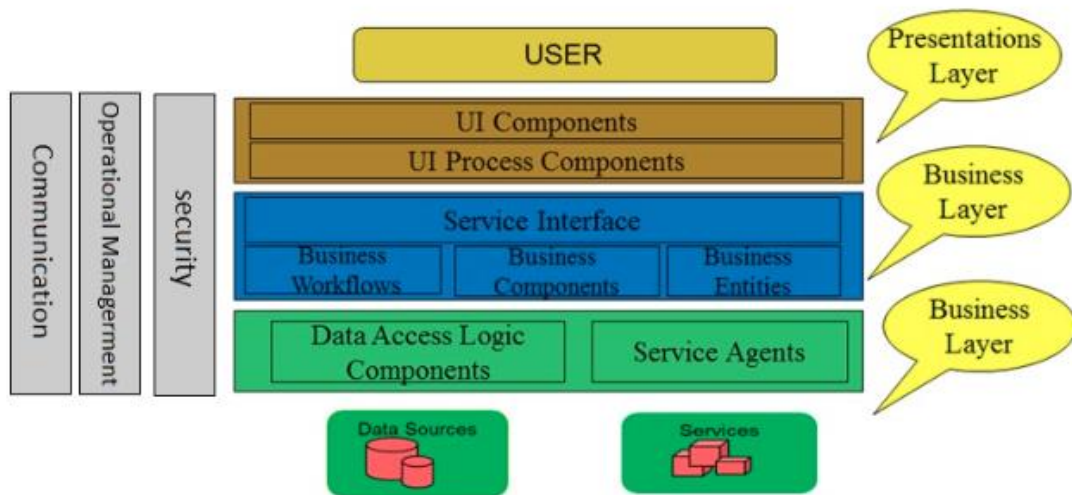 USER
Presentations
Layer
Communication
Operational Managerment
security
UI Components
UI Process Components
Business
Layer
Service Interface
Business
Workflows
Business
Components
Business
Entities
Business
Layer
Data Access Logic
Components
Service Agents
Data Sources
Services